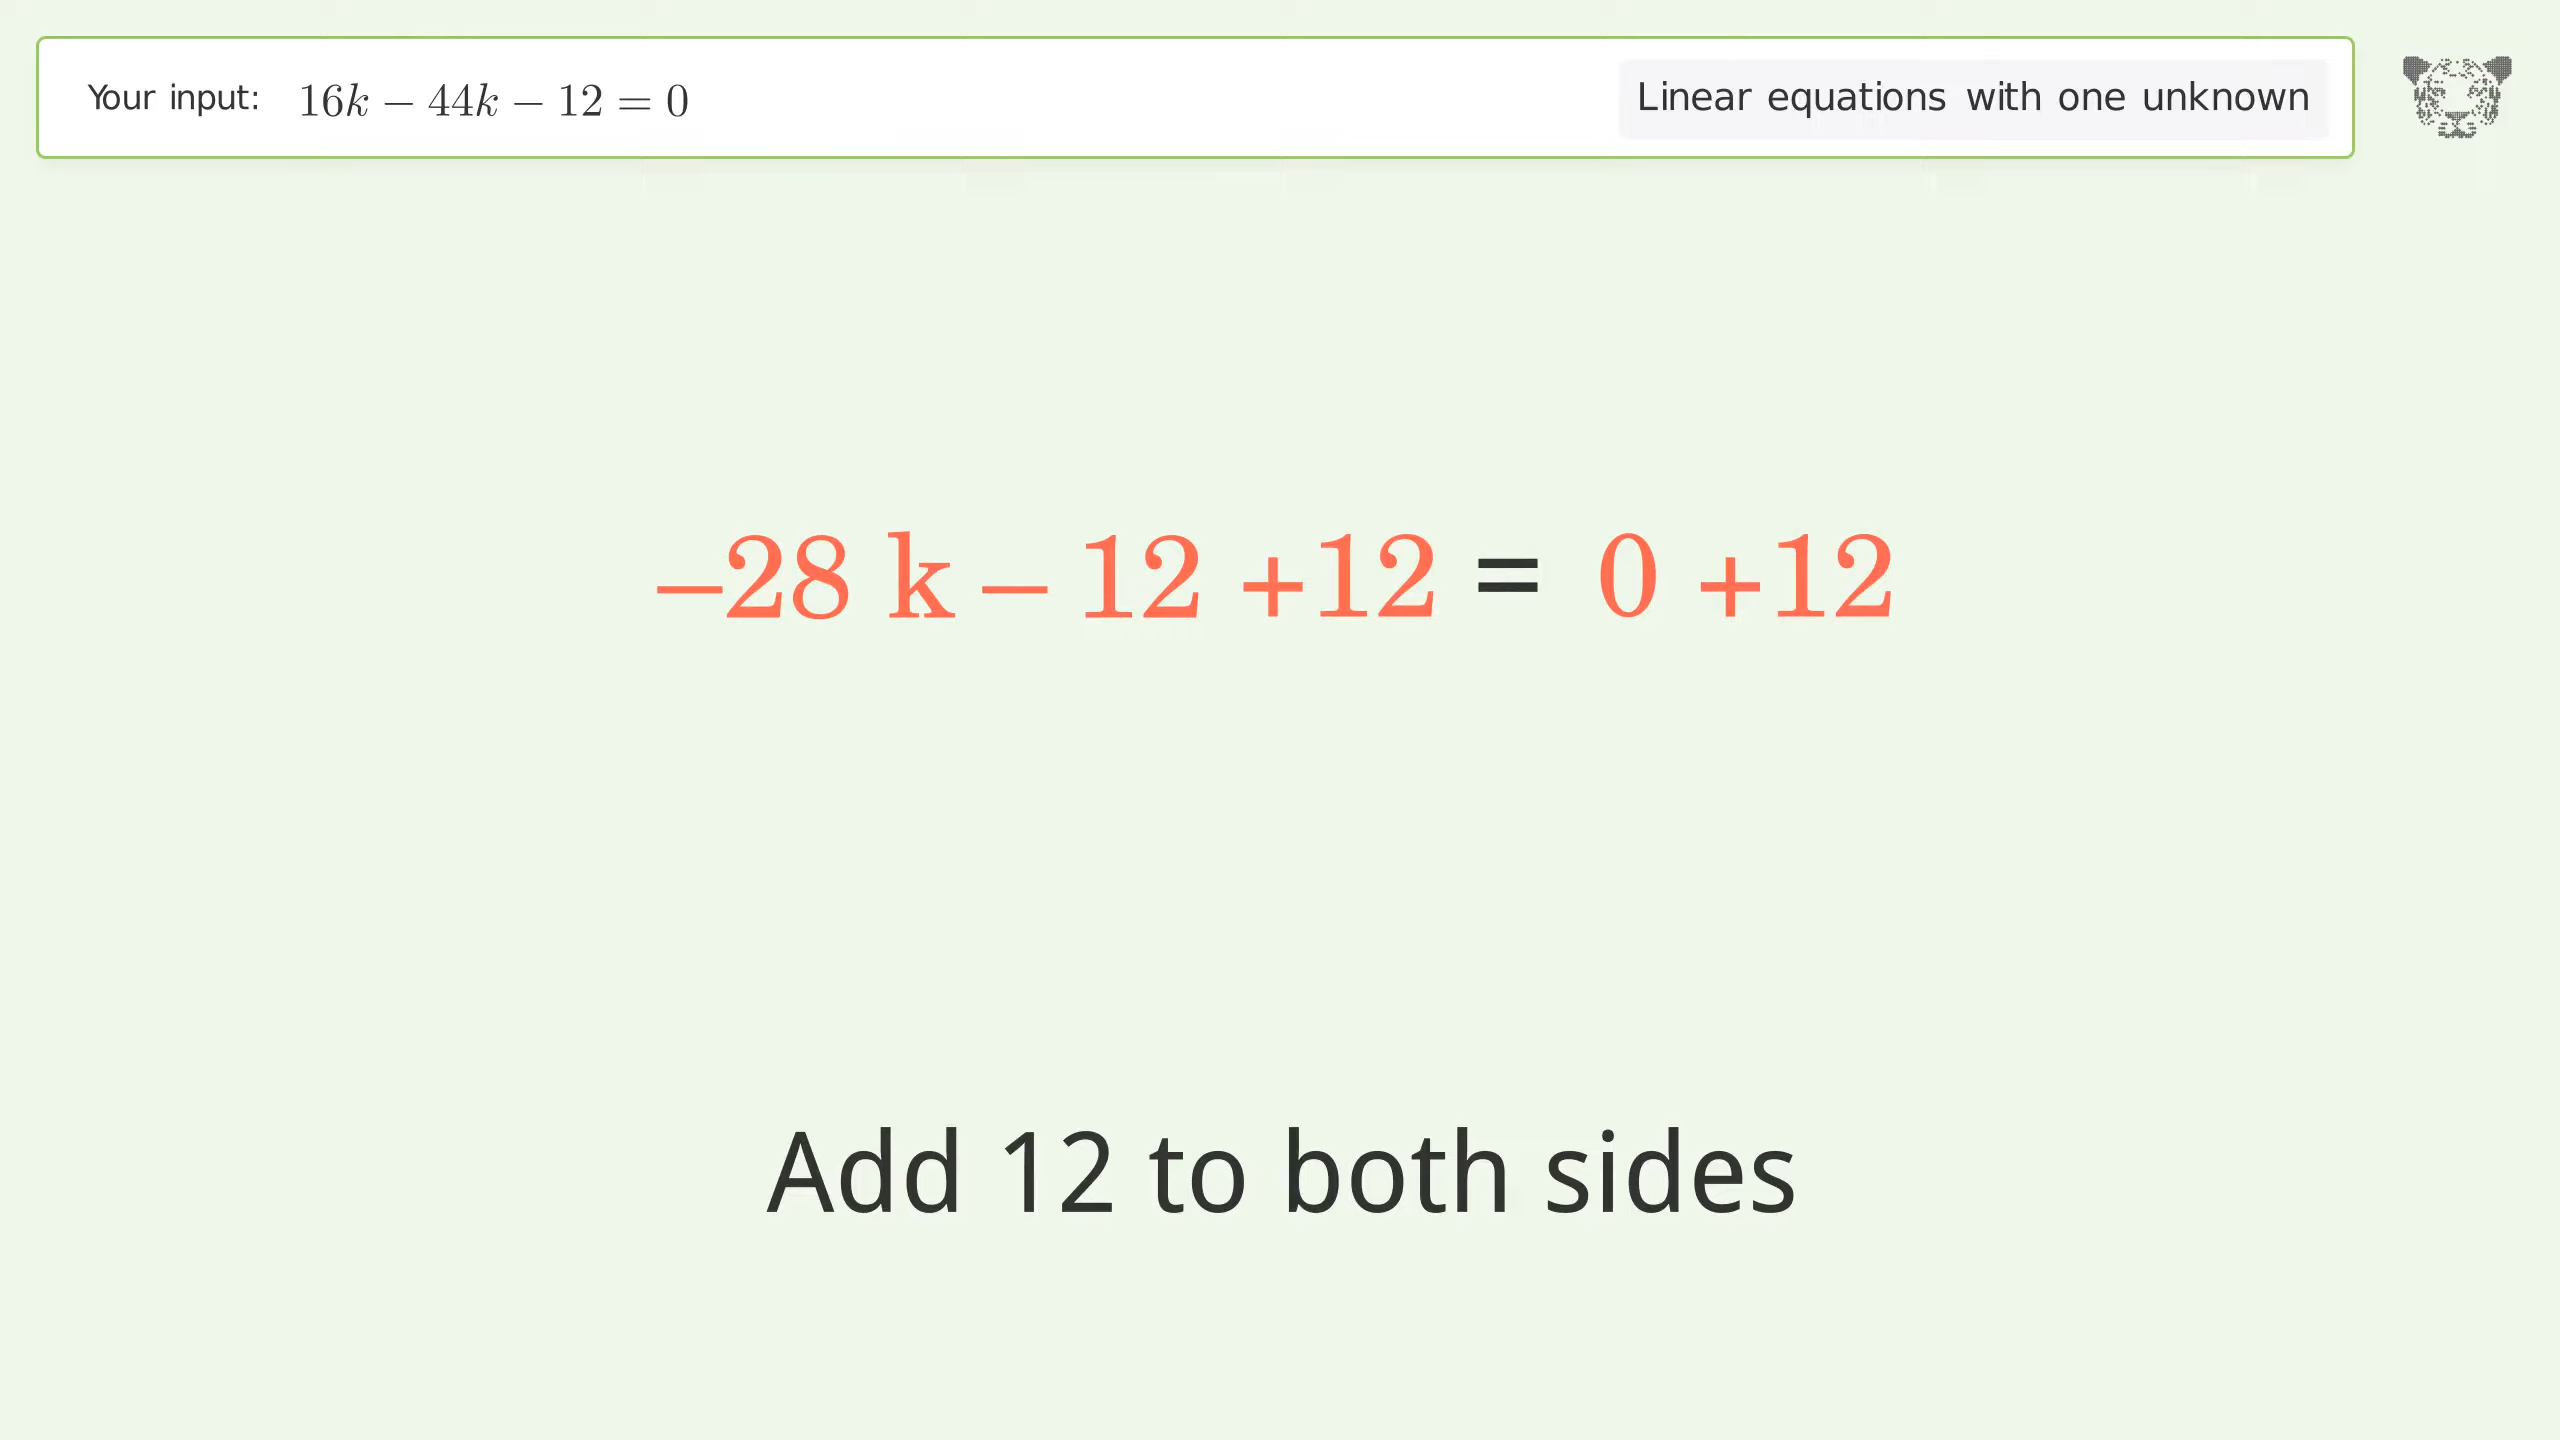 Your input: 16k − 44k − 12 = 0
Linear equations with one unknown
−28 k − 12 +12 = 0 +12
Add 12 to both sides